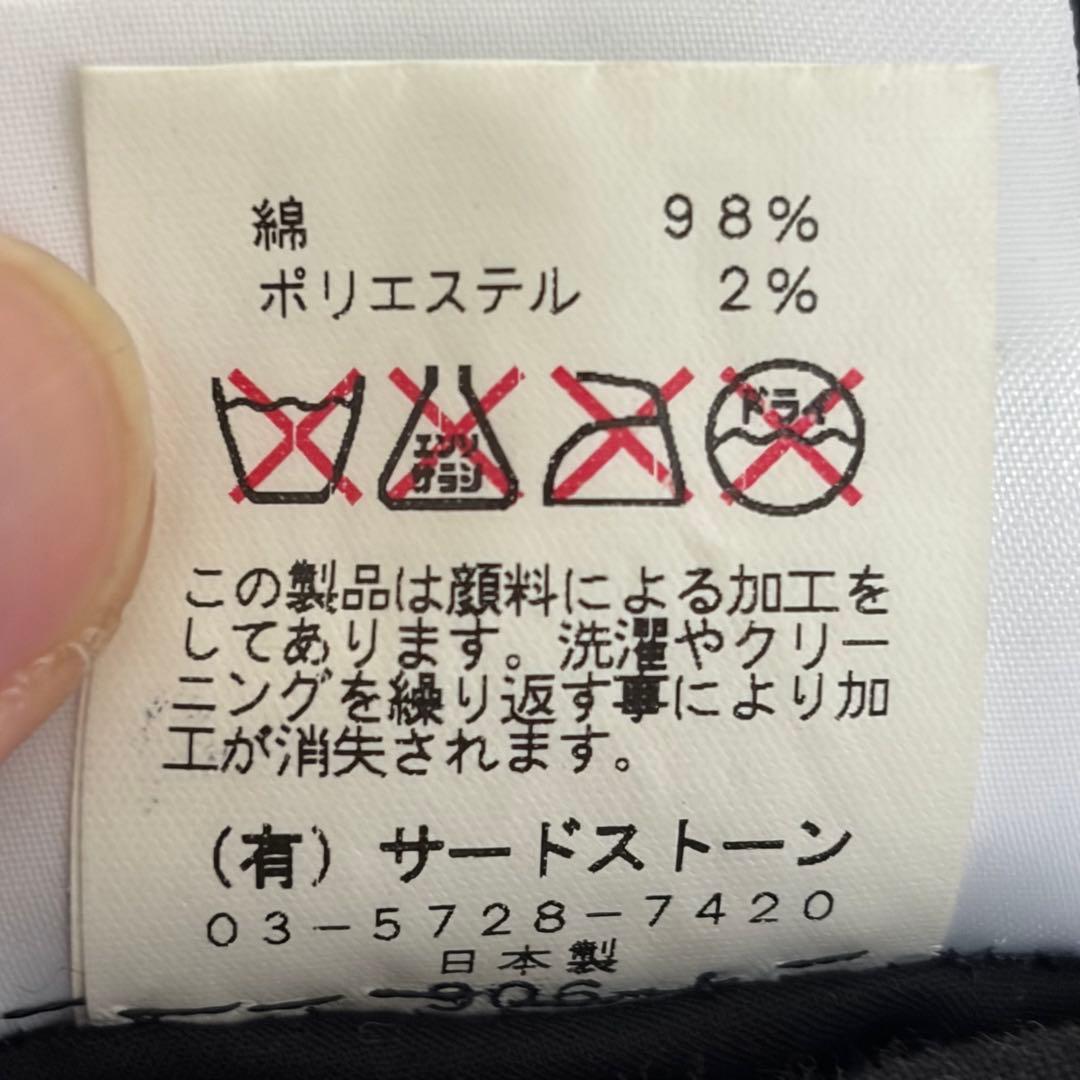 綿 98%
ポリエステル 2%
エンソ
サラシ
ドライ
この製品は顔料による加工を
してあります。洗濯やクリー
ニングを繰り返す事により加
工が消失されます。
(有) サードストーン
03-5728-7420
日本製
906